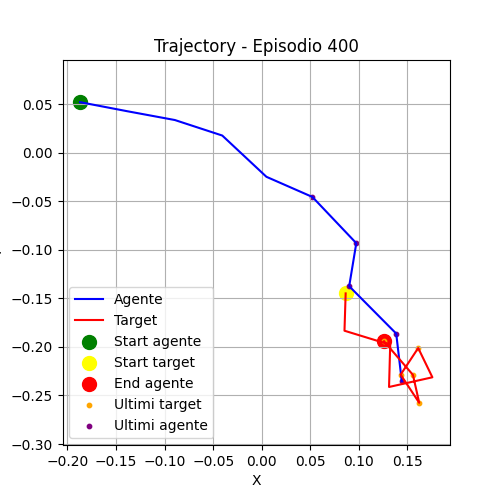 Trajectory - Episodio 400
0.05
0.00
−0.05
−0.10
−0.15
−0.20
−0.25
−0.30
Agente
Target
Start agente
Start target
End agente
Ultimi target
Ultimi agente
−0.20 −0.15 −0.10 −0.05 0.00 0.05 0.10 0.15
X